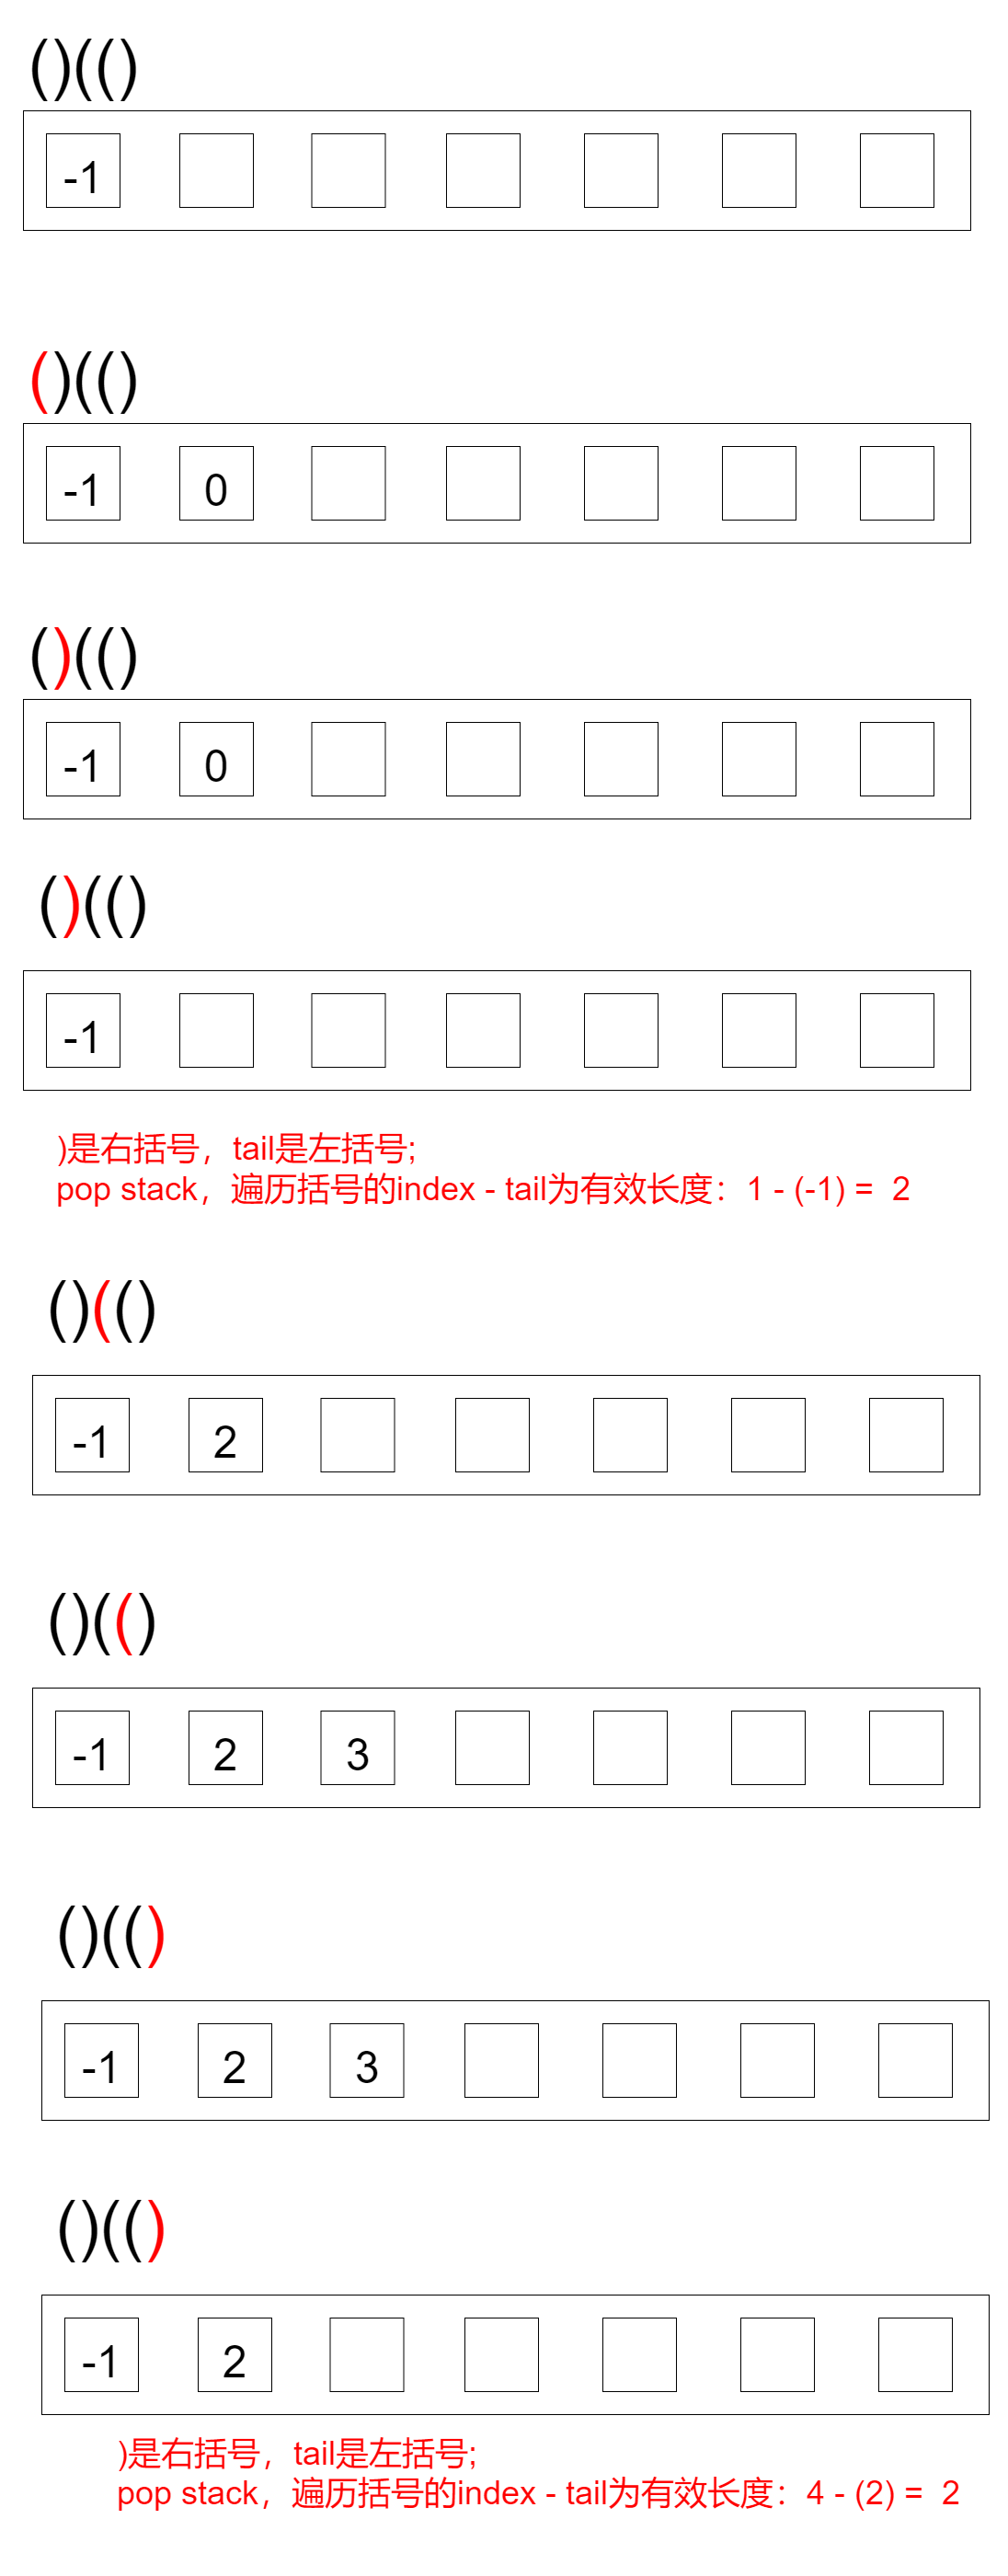 ()(()
-1
()(()
-1 0
()(()
-1 0
()(()
-1
)是右括号，tail是左括号;
pop stack，遍历括号的index - tail为有效长度：1 - (-1) = 2
()(()
-1 2
()(()
-1 2 3
()(()
-1 2 3
()(()
-1 2
)是右括号，tail是左括号;
pop stack，遍历括号的index - tail为有效长度：4 - (2) = 2